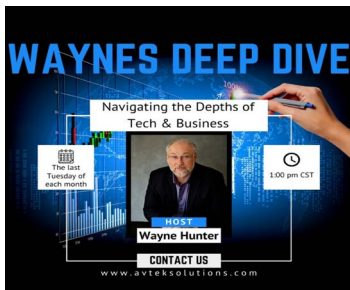 WAYNES DEEP DIVE
100%
Navigating the Depths of
Tech & Business
The last
Tuesday of
each month
1:00 pm CST
HOST
Wayne Hunter
CONTACT US
www.avteksolutions.com